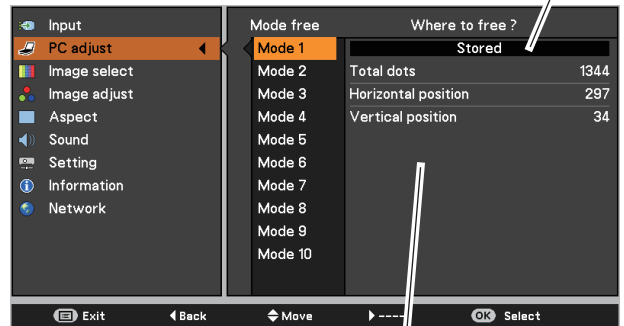 Input
PC adjust
Image select
Image adjust
Aspect
Sound
Setting
Information
Network
Mode free
Mode 1
Mode 2
Mode 3
Mode 4
Mode 5
Mode 6
Mode 7
Mode 8
Mode 9
Mode 10
Where to free ?
Stored
Total dots 1344
Horizontal position 297
Vertical position 34
Exit Back Move ---- OK Select